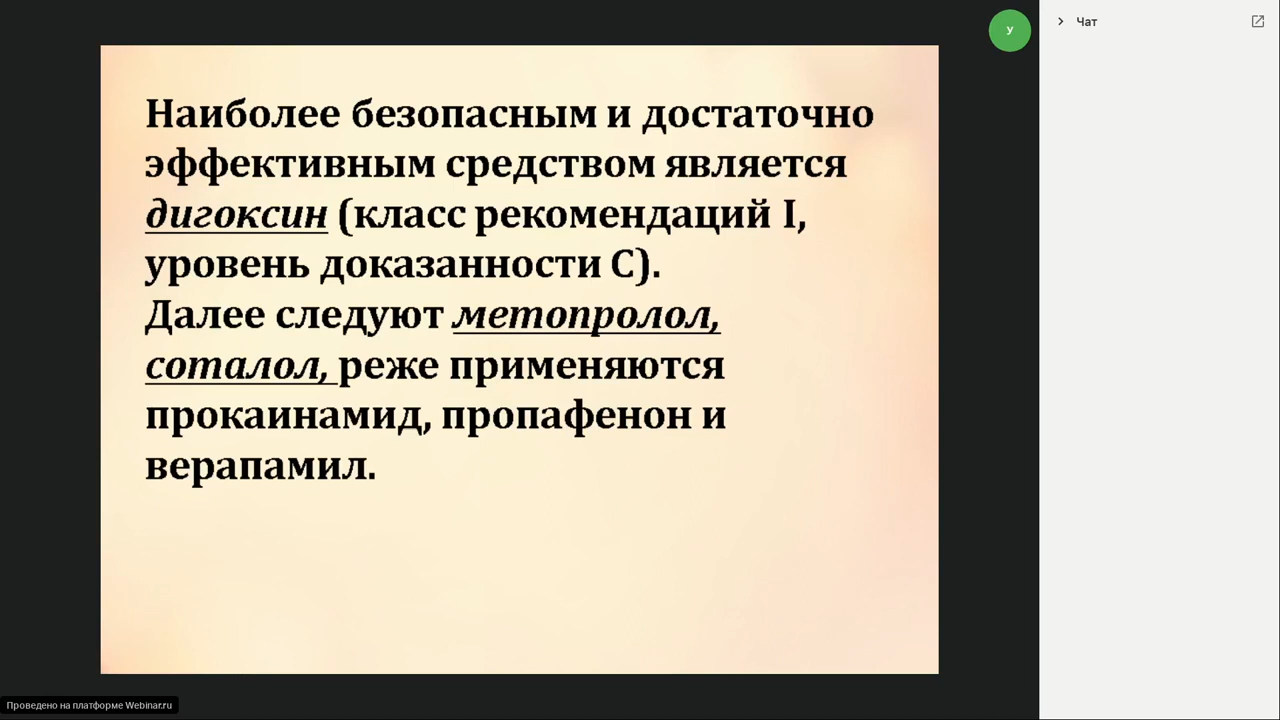 Наиболее безопасным и достаточно
эффективным средством является
дигоксин (класс рекомендаций I,
уровень доказанности С).
Далее следуют метопролол,
соталол, реже применяются
прокаинамид, пропафенон и
верапамил.
У
Чат
Проведено на платформе Webinar.ru